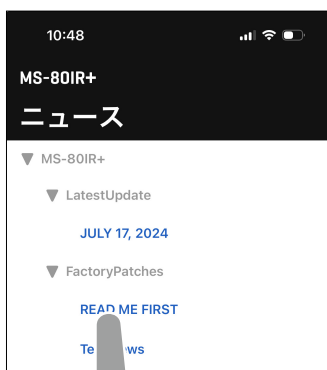 10:48
MS-80IR+
ニュース
MS-80IR+
LatestUpdate
JULY 17, 2024
FactoryPatches
READ ME FIRST